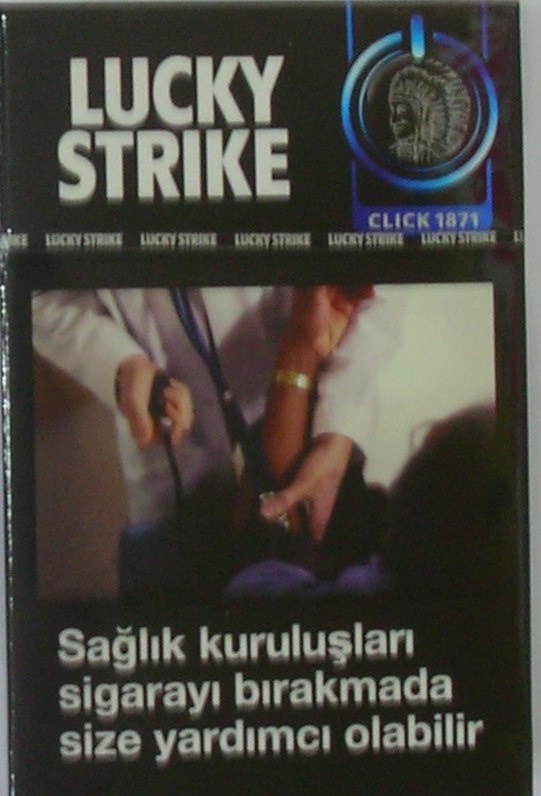 LUCKY
STRIKE
CLICK 1871
LUCKY STRIKE LUCKY STRIKE LUCKY STRIKE LUCKY STRIKE LUCKY STRIKE
Sağlık kuruluşları
sigarayı bırakmada
size yardımcı olabilir